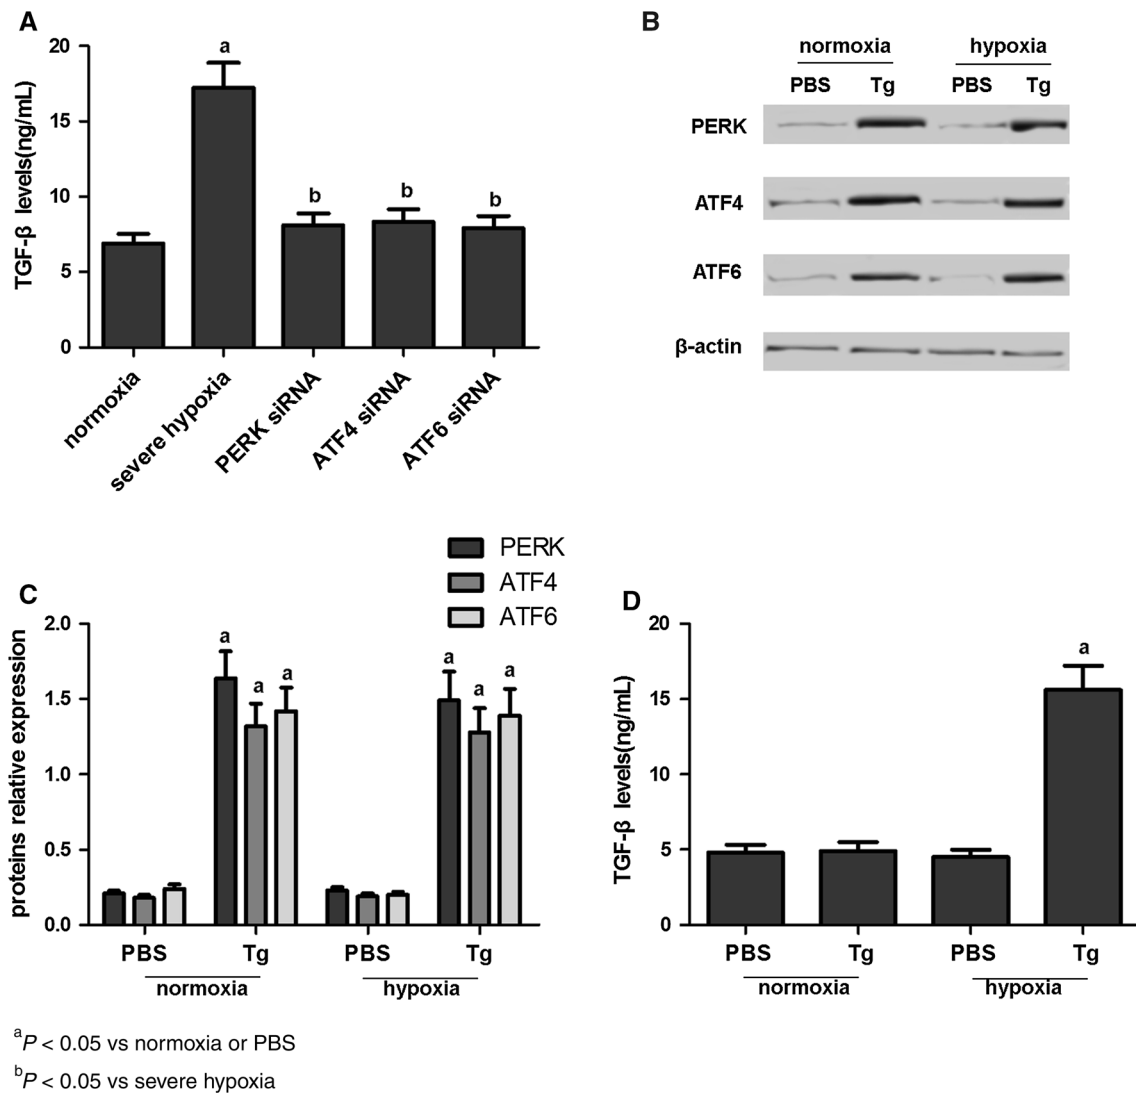 A
TGF-β levels(ng/mL)
20
15
10
5
0
a
b
b
b
normoxia
severe hypoxia
PERK siRNA
ATF4 siRNA
ATF6 siRNA
B
normoxia
hypoxia
PBS
Tg
PBS
Tg
PERK
ATF4
ATF6
β-actin
C
PERK
ATF4
ATF6
proteins relative expression
2.0
1.5
1.0
0.5
0.0
a
a
a
a
a
a
PBS
Tg
PBS
Tg
normoxia
hypoxia
D
TGF-β levels(ng/mL)
20
15
10
5
0
a
PBS
Tg
PBS
Tg
normoxia
hypoxia
aP < 0.05 vs normoxia or PBS
bP < 0.05 vs severe hypoxia